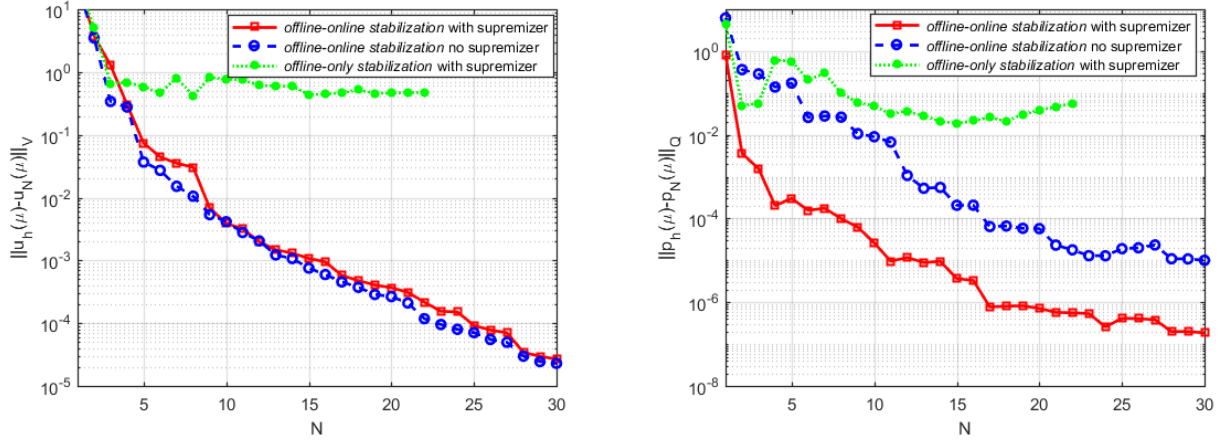 ||u_h(μ)-u_N(μ)||_V
10^1
10^0
10^-1
10^-2
10^-3
10^-4
10^-5
offline-online stabilization with supremizer
offline-online stabilization no supremizer
offline-only stabilization with supremizer
5
10
15
20
25
30
N
||p_h(μ)-p_N(μ)||_Q
10^0
10^-2
10^-4
10^-6
10^-8
offline-online stabilization with supremizer
offline-online stabilization no supremizer
offline-only stabilization with supremizer
5
10
15
20
25
30
N